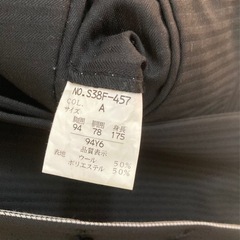 NO.S38F-457
COL. A
サイズ
胸囲 胴囲 身長
94 78 175
94Y6
品質表示
表地 ウール 50%
ポリエステル 50%